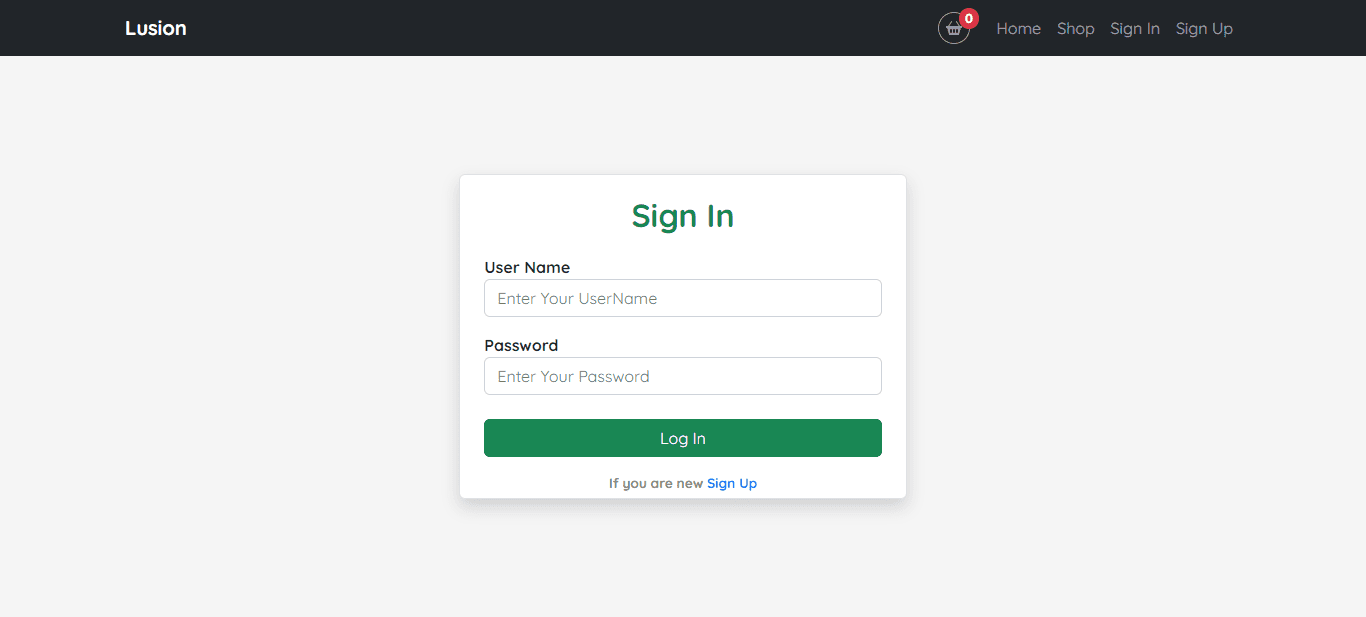 Lusion 0 Home Shop Sign In Sign Up
Sign In
User Name
Enter Your UserName
Password
Enter Your Password
Log In
If you are new Sign Up